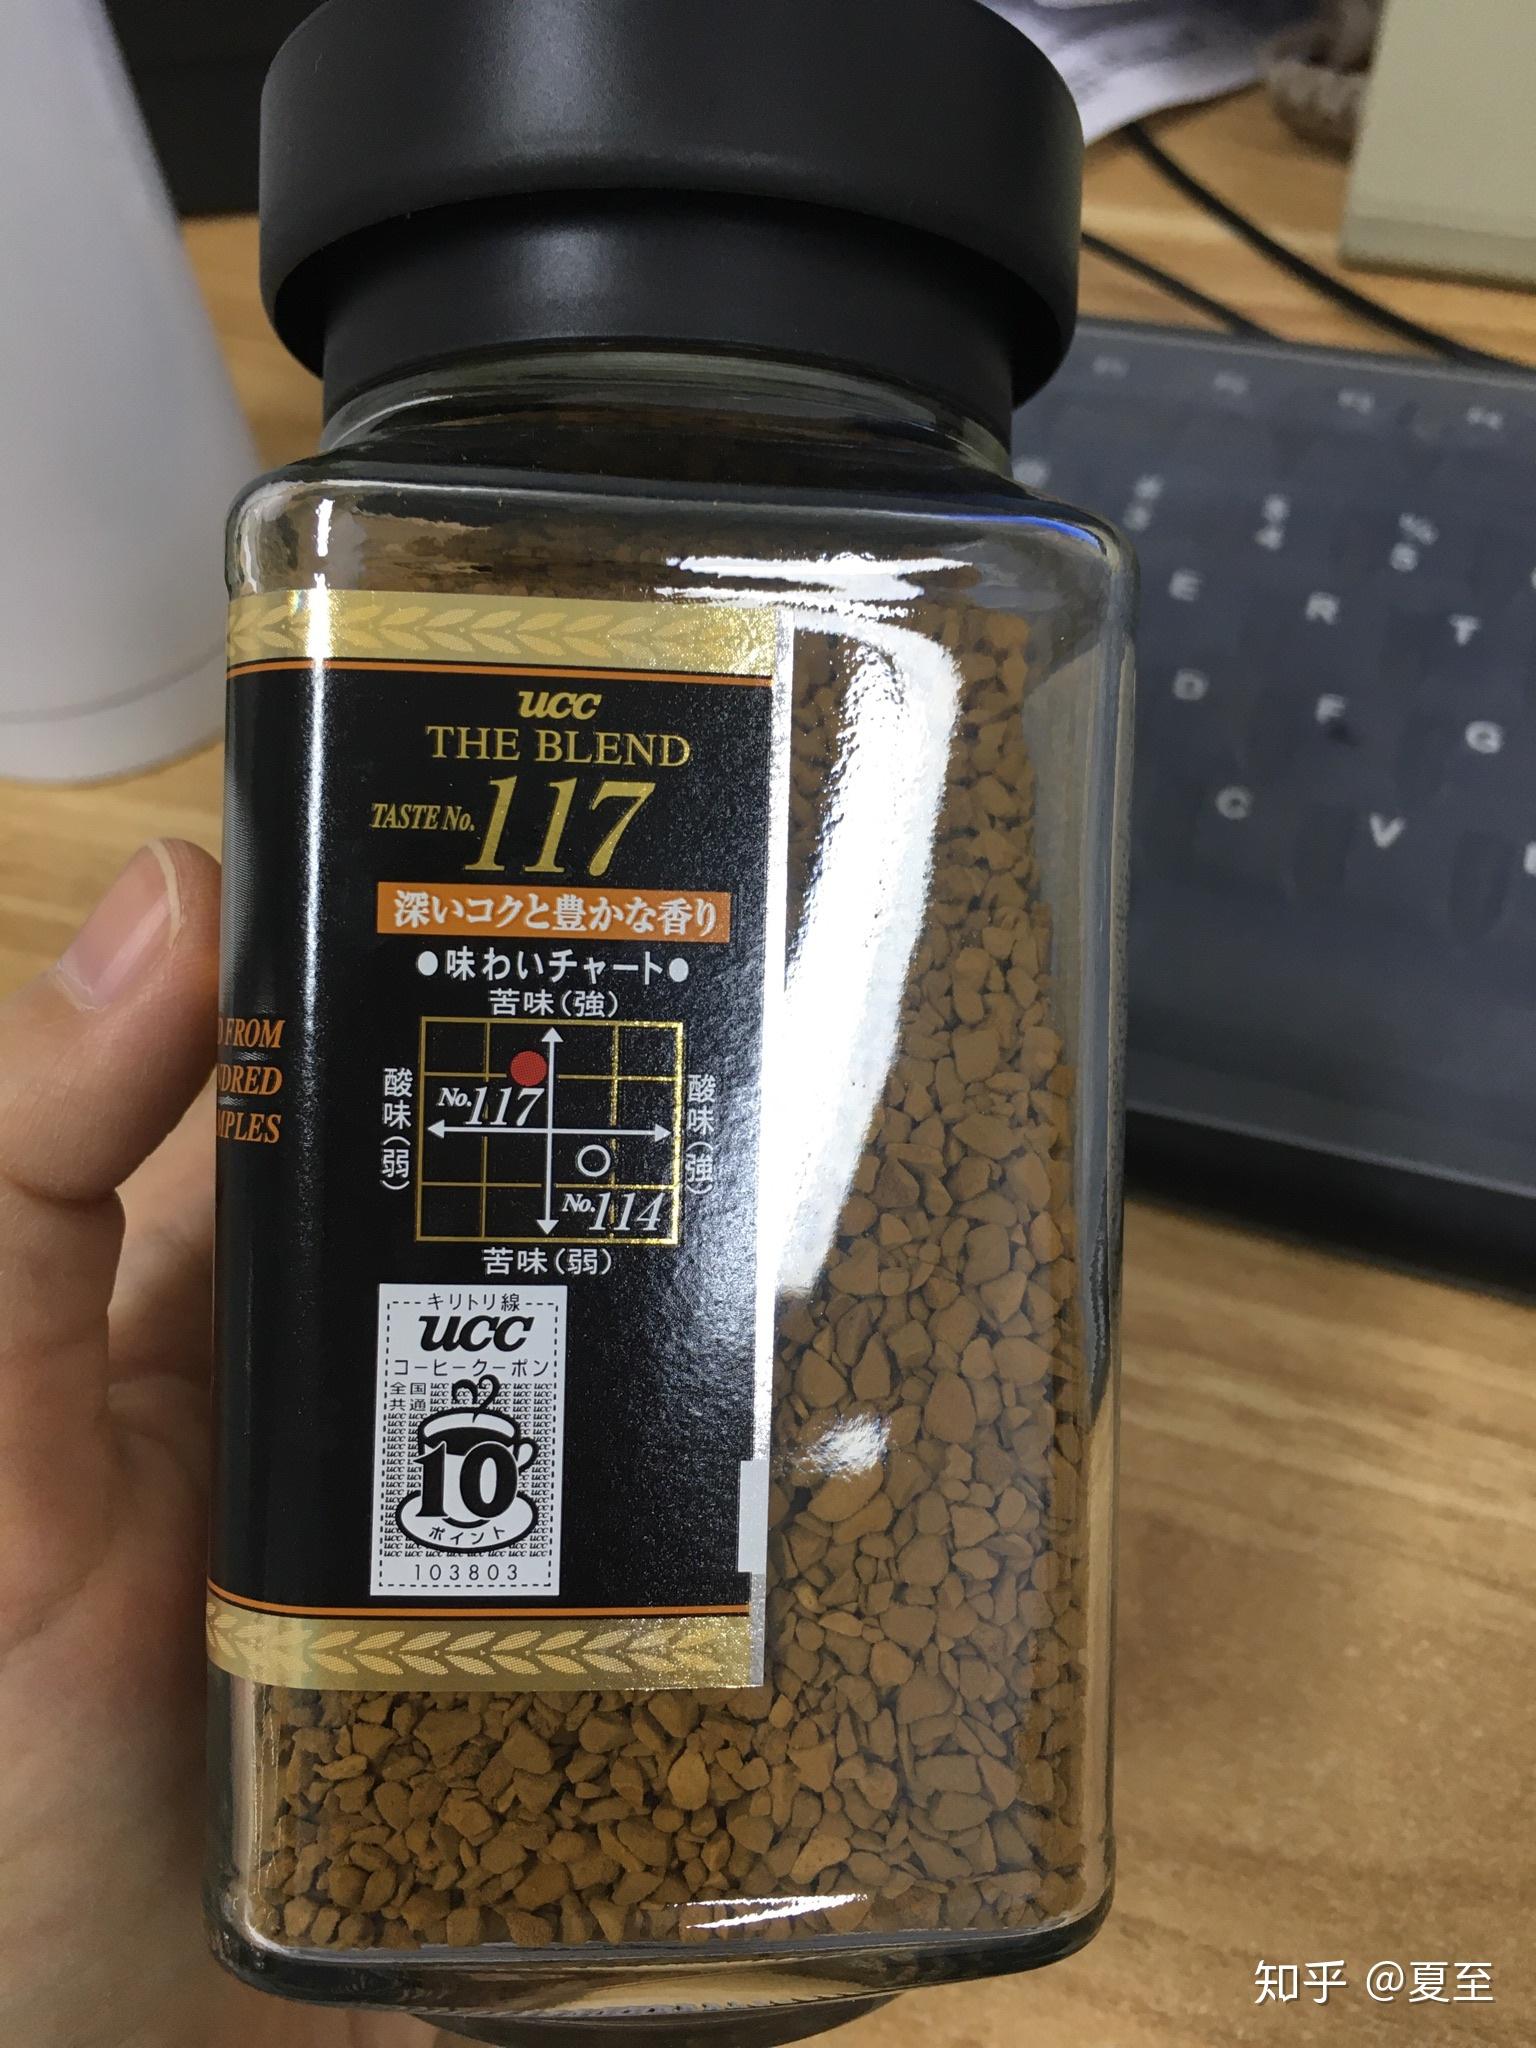 ucc
THE BLEND
TASTE No. 117
深いコクと豊かな香り
●味わいチャート●
苦味(強)
酸味(弱)
No.117
酸味(強)
No.114
苦味(弱)
FROM
MPLES
キリトリ線
ucc
コーヒークーポン
全国
共通
10
ポイント
103803
E
R
T
D
F
G
C
V
知乎 @夏至